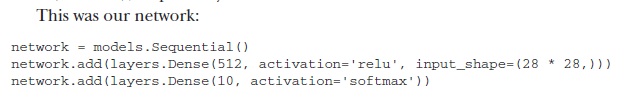 This was our network:
network = models.Sequential()
network.add(layers.Dense(512, activation='relu', input_shape=(28 * 28,)))
network.add(layers.Dense(10, activation='softmax'))